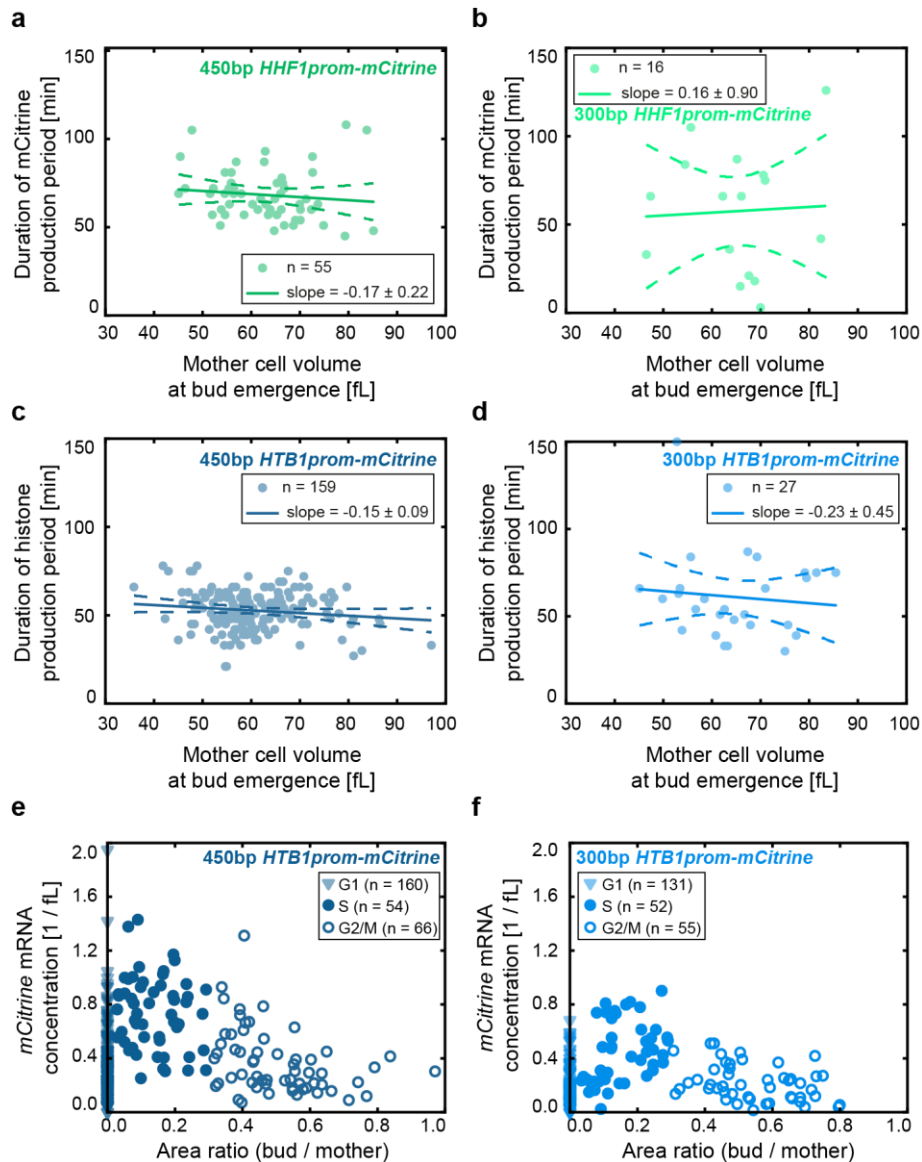 a
450bp HHF1prom-mCitrine
Duration of mCitrine
production period [min]
150
100
50
0
n = 55
slope = -0.17 ± 0.22
30 40 50 60 70 80 90 100
Mother cell volume
at bud emergence [fL]
b
n = 16
slope = 0.16 ± 0.90
300bp HHF1prom-mCitrine
Duration of mCitrine
production period [min]
150
100
50
0
30 40 50 60 70 80 90 100
Mother cell volume
at bud emergence [fL]
c
450bp HTB1prom-mCitrine
n = 159
slope = -0.15 ± 0.09
Duration of histone
production period [min]
150
100
50
0
30 40 50 60 70 80 90 100
Mother cell volume
at bud emergence [fL]
d
300bp HTB1prom-mCitrine
n = 27
slope = -0.23 ± 0.45
Duration of histone
production period [min]
150
100
50
0
30 40 50 60 70 80 90 100
Mother cell volume
at bud emergence [fL]
e
450bp HTB1prom-mCitrine
G1 (n = 160)
S (n = 54)
G2/M (n = 66)
mCitrine mRNA
concentration [1 / fL]
2.0
1.6
1.2
0.8
0.4
0.0
0.0 0.2 0.4 0.6 0.8 1.0
Area ratio (bud / mother)
f
300bp HTB1prom-mCitrine
G1 (n = 131)
S (n = 52)
G2/M (n = 55)
mCitrine mRNA
concentration [1 / fL]
2.0
1.6
1.2
0.8
0.4
0.0
0.0 0.2 0.4 0.6 0.8 1.0
Area ratio (bud / mother)